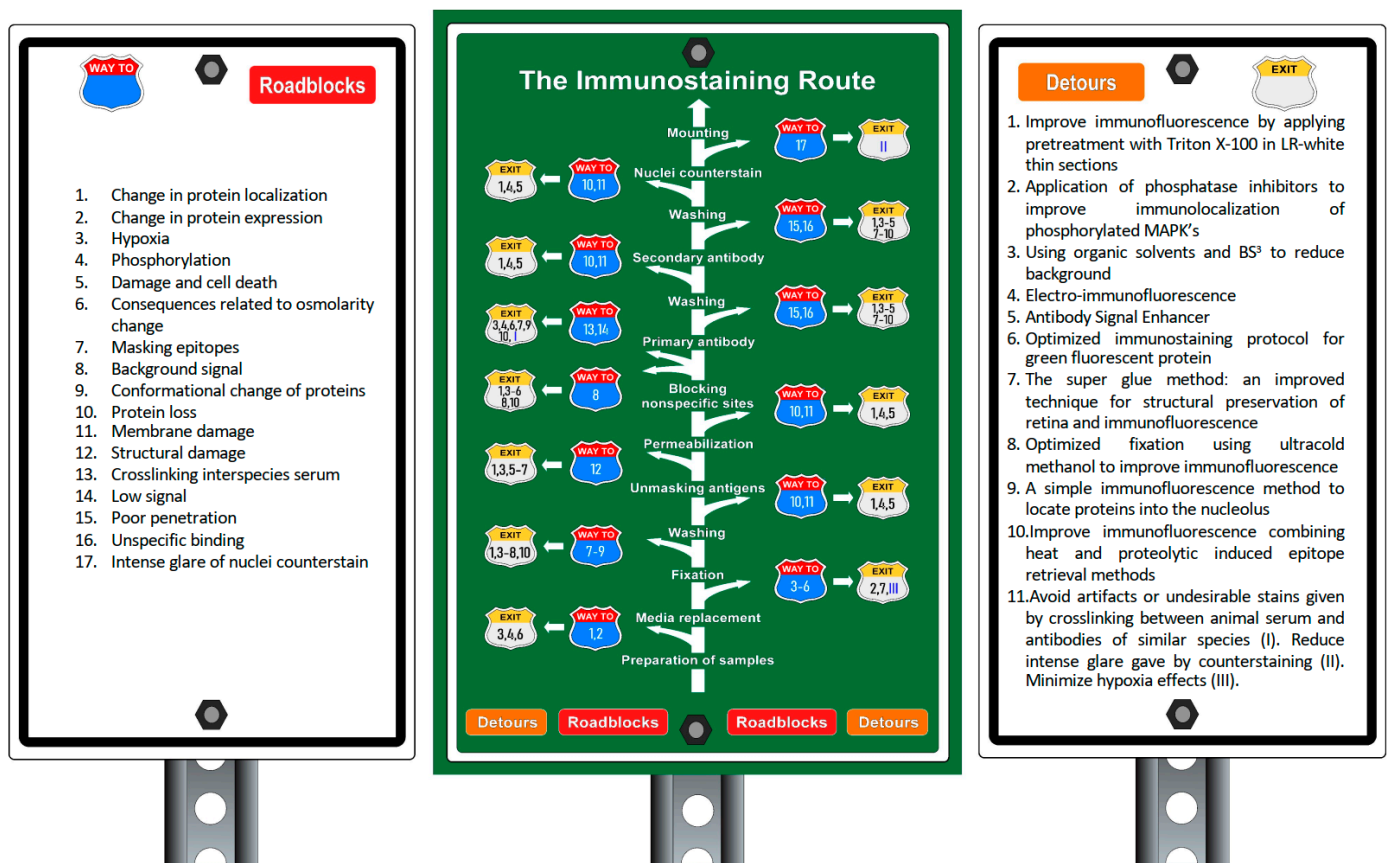 WAY TO
Roadblocks
1. Change in protein localization
2. Change in protein expression
3. Hypoxia
4. Phosphorylation
5. Damage and cell death
6. Consequences related to osmolarity
change
7. Masking epitopes
8. Background signal
9. Conformational change of proteins
10. Protein loss
11. Membrane damage
12. Structural damage
13. Crosslinking interspecies serum
14. Low signal
15. Poor penetration
16. Unspecific binding
17. Intense glare of nuclei counterstain
The Immunostaining Route
Mounting
WAY TO
17
EXIT
II
EXIT
1,4,5
WAY TO
10,11
Nuclei counterstain
Washing
WAY TO
15,16
EXIT
1,3-5
7-10
EXIT
1,4,5
WAY TO
10,11
Secondary antibody
Washing
WAY TO
15,16
EXIT
1,3-5
7-10
EXIT
3,4,6,7,9
10, I
WAY TO
13,14
Primary antibody
EXIT
1,3-6
8,10
WAY TO
8
Blocking
nonspecific sites
WAY TO
10,11
EXIT
1,4,5
Permeabilization
EXIT
1,3,5-7
WAY TO
12
Unmasking antigens
WAY TO
10,11
EXIT
1,4,5
Washing
EXIT
1,3-8,10
WAY TO
7-9
Fixation
WAY TO
3-6
EXIT
2,7,III
Media replacement
EXIT
3,4,6
WAY TO
1,2
Preparation of samples
Detours
Roadblocks
Roadblocks
Detours
Detours
EXIT
1. Improve immunofluorescence by applying
pretreatment with Triton X-100 in LR-white
thin sections
2. Application of phosphatase inhibitors to
improve immunolocalization of
phosphorylated MAPK's
3. Using organic solvents and BS³ to reduce
background
4. Electro-immunofluorescence
5. Antibody Signal Enhancer
6. Optimized immunostaining protocol for
green fluorescent protein
7. The super glue method: an improved
technique for structural preservation of
retina and immunofluorescence
8. Optimized fixation using ultracold
methanol to improve immunofluorescence
9. A simple immunofluorescence method to
locate proteins into the nucleolus
10.Improve immunofluorescence combining
heat and proteolytic induced epitope
retrieval methods
11.Avoid artifacts or undesirable stains given
by crosslinking between animal serum and
antibodies of similar species (I). Reduce
intense glare gave by counterstaining (II).
Minimize hypoxia effects (III).